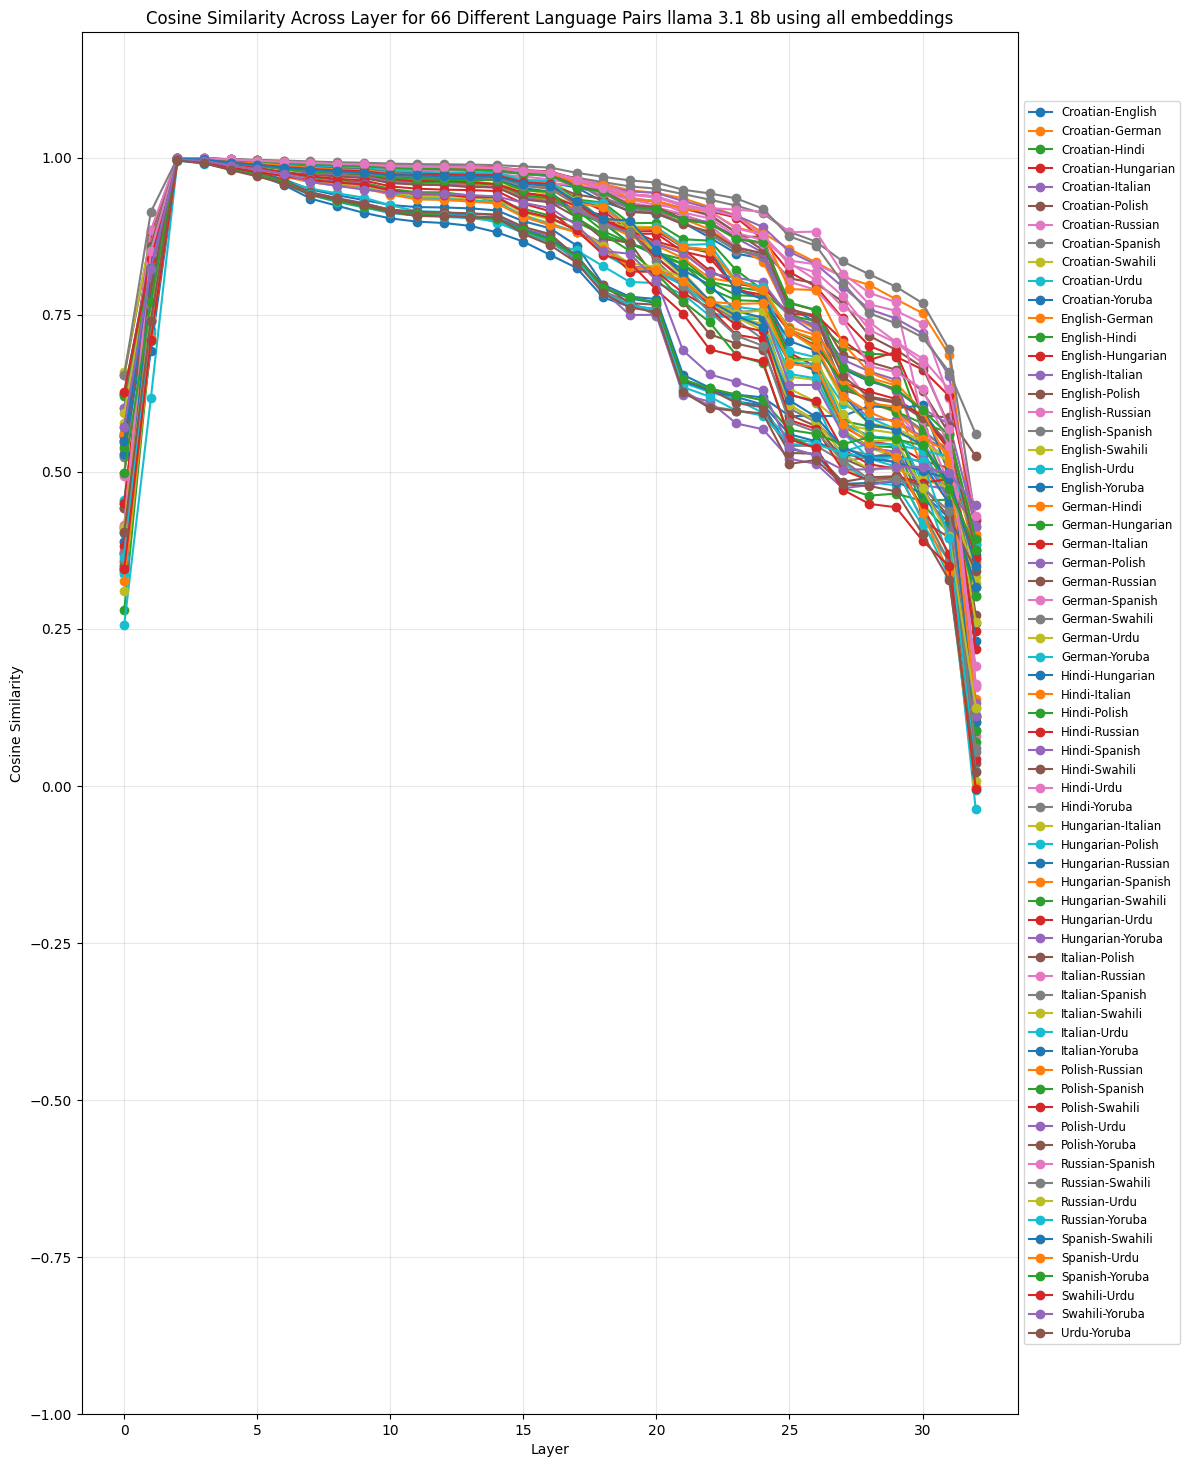 Cosine Similarity Across Layer for 66 Different Language Pairs llama 3.1 8b using all embeddings
Cosine Similarity
1.00
0.75
0.50
0.25
0.00
−0.25
−0.50
−0.75
−1.00
0
5
10
15
20
25
30
Layer
Croatian-English
Croatian-German
Croatian-Hindi
Croatian-Hungarian
Croatian-Italian
Croatian-Polish
Croatian-Russian
Croatian-Spanish
Croatian-Swahili
Croatian-Urdu
Croatian-Yoruba
English-German
English-Hindi
English-Hungarian
English-Italian
English-Polish
English-Russian
English-Spanish
English-Swahili
English-Urdu
English-Yoruba
German-Hindi
German-Hungarian
German-Italian
German-Polish
German-Russian
German-Spanish
German-Swahili
German-Urdu
German-Yoruba
Hindi-Hungarian
Hindi-Italian
Hindi-Polish
Hindi-Russian
Hindi-Spanish
Hindi-Swahili
Hindi-Urdu
Hindi-Yoruba
Hungarian-Italian
Hungarian-Polish
Hungarian-Russian
Hungarian-Spanish
Hungarian-Swahili
Hungarian-Urdu
Hungarian-Yoruba
Italian-Polish
Italian-Russian
Italian-Spanish
Italian-Swahili
Italian-Urdu
Italian-Yoruba
Polish-Russian
Polish-Spanish
Polish-Swahili
Polish-Urdu
Polish-Yoruba
Russian-Spanish
Russian-Swahili
Russian-Urdu
Russian-Yoruba
Spanish-Swahili
Spanish-Urdu
Spanish-Yoruba
Swahili-Urdu
Swahili-Yoruba
Urdu-Yoruba